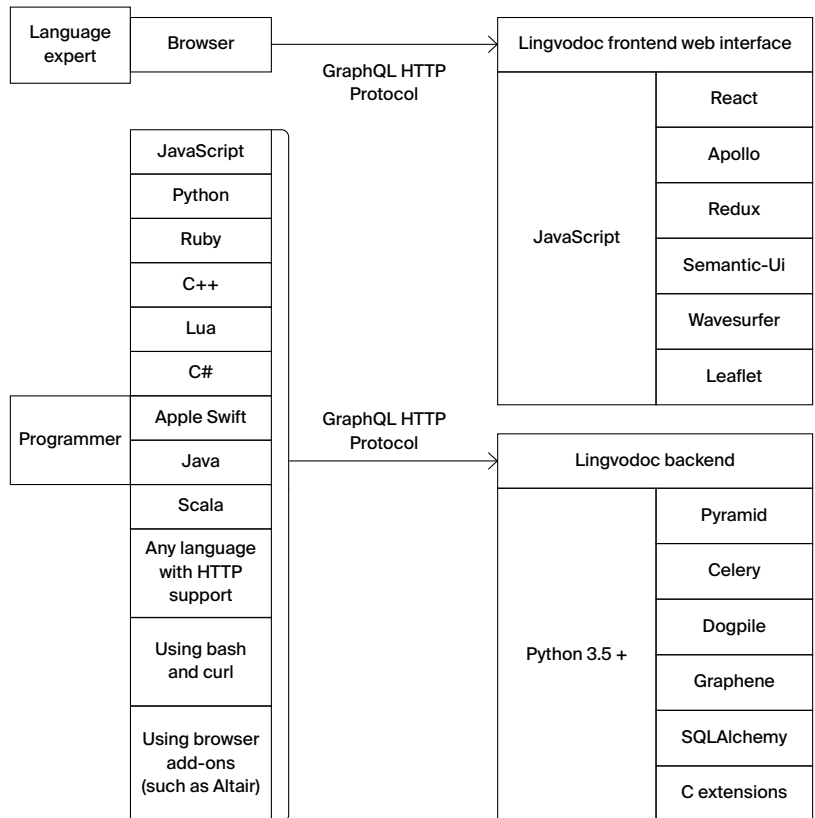 Language
expert
Browser
GraphQL HTTP
Protocol
Lingvodoc frontend web interface
JavaScript
React
Apollo
Redux
Semantic-Ui
Wavesurfer
Leaflet
Programmer
JavaScript
Python
Ruby
C++
Lua
C#
Apple Swift
Java
Scala
Any language
with HTTP
support
Using bash
and curl
Using browser
add-ons
(such as Altair)
GraphQL HTTP
Protocol
Lingvodoc backend
Python 3.5 +
Pyramid
Celery
Dogpile
Graphene
SQLAlchemy
C extensions